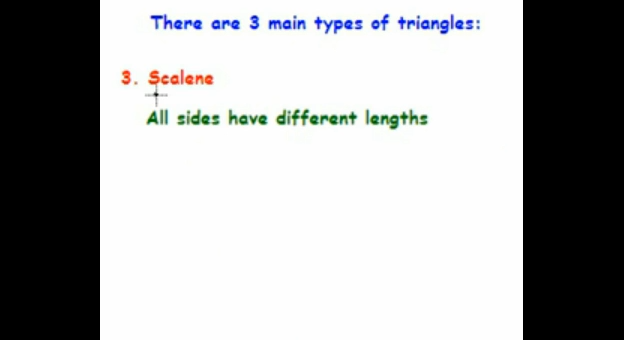 There are 3 main types of triangles:
3. Scalene
All sides have different lengths